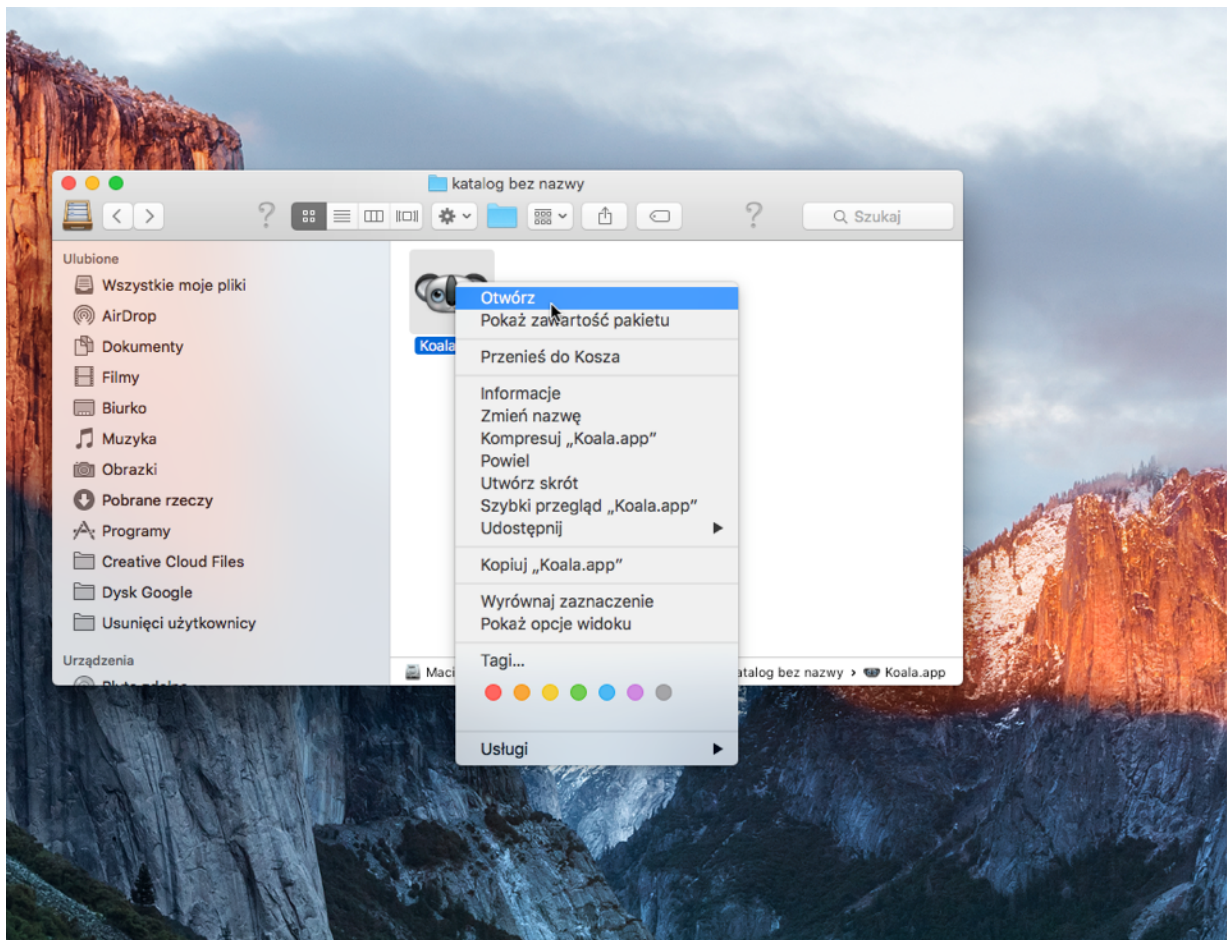 katalog bez nazwy
Szukaj
Ulubione
Wszystkie moje pliki
AirDrop
Dokumenty
Filmy
Biurko
Muzyka
Obrazki
Pobrane rzeczy
Programy
Creative Cloud Files
Dysk Google
Usunięci użytkownicy
Urządzenia
Koala
Otwórz
Pokaż zawartość pakietu
Przenieś do Kosza
Informacje
Zmień nazwę
Kompresuj „Koala.app”
Powiel
Utwórz skrót
Szybki przegląd „Koala.app”
Udostępnij
Kopiuj „Koala.app”
Wyrównaj zaznaczenie
Pokaż opcje widoku
Tagi...
Usługi
Maci
atalog bez nazwy › Koala.app